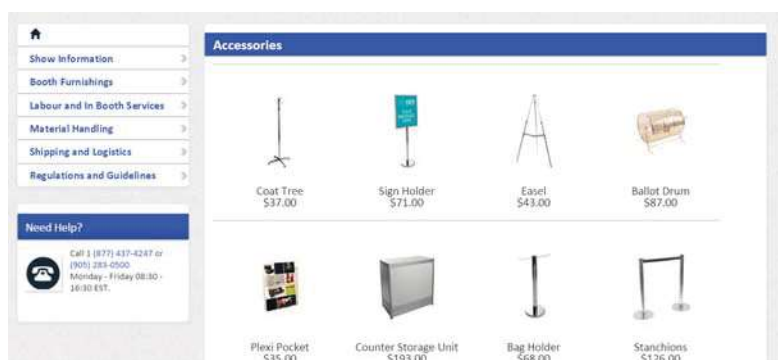 Show Information
Booth Furnishings
Labour and In Booth Services
Material Handling
Shipping and Logistics
Regulations and Guidelines
Need Help?
Call 1 (877) 437-4247 or
(905) 283-0500
Monday - Friday 08:30 -
16:30 EST.
Accessories
Coat Tree
$37.00
Sign Holder
$71.00
Easel
$43.00
Ballot Drum
$87.00
Plexi Pocket
$35.00
Counter Storage Unit
$193.00
Bag Holder
$68.00
Stanchions
$126.00